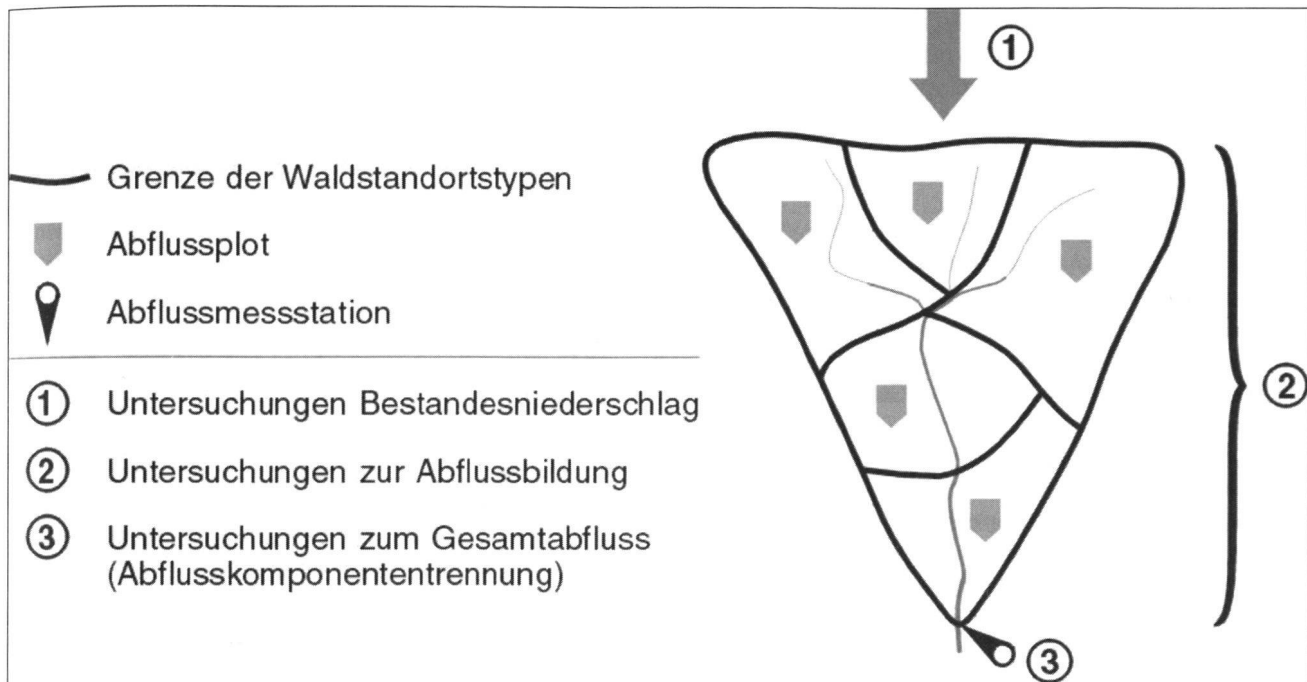 Grenze der Waldstandortstypen
Abflussplot
Abflussmessstation
1 Untersuchungen Bestandesniederschlag
2 Untersuchungen zur Abflussbildung
3 Untersuchungen zum Gesamtabfluss
(Abflusskomponententrennung)
1
2
3